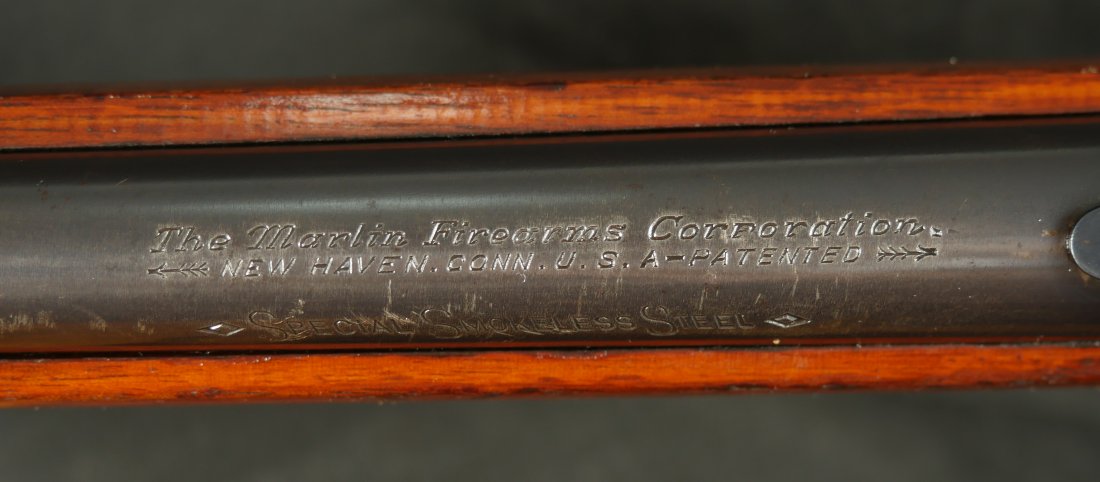 The Marlin Firearms Corporation.
NEW HAVEN. CONN. U. S. A-PATENTED
SPECIAL SMOKELESS STEEL